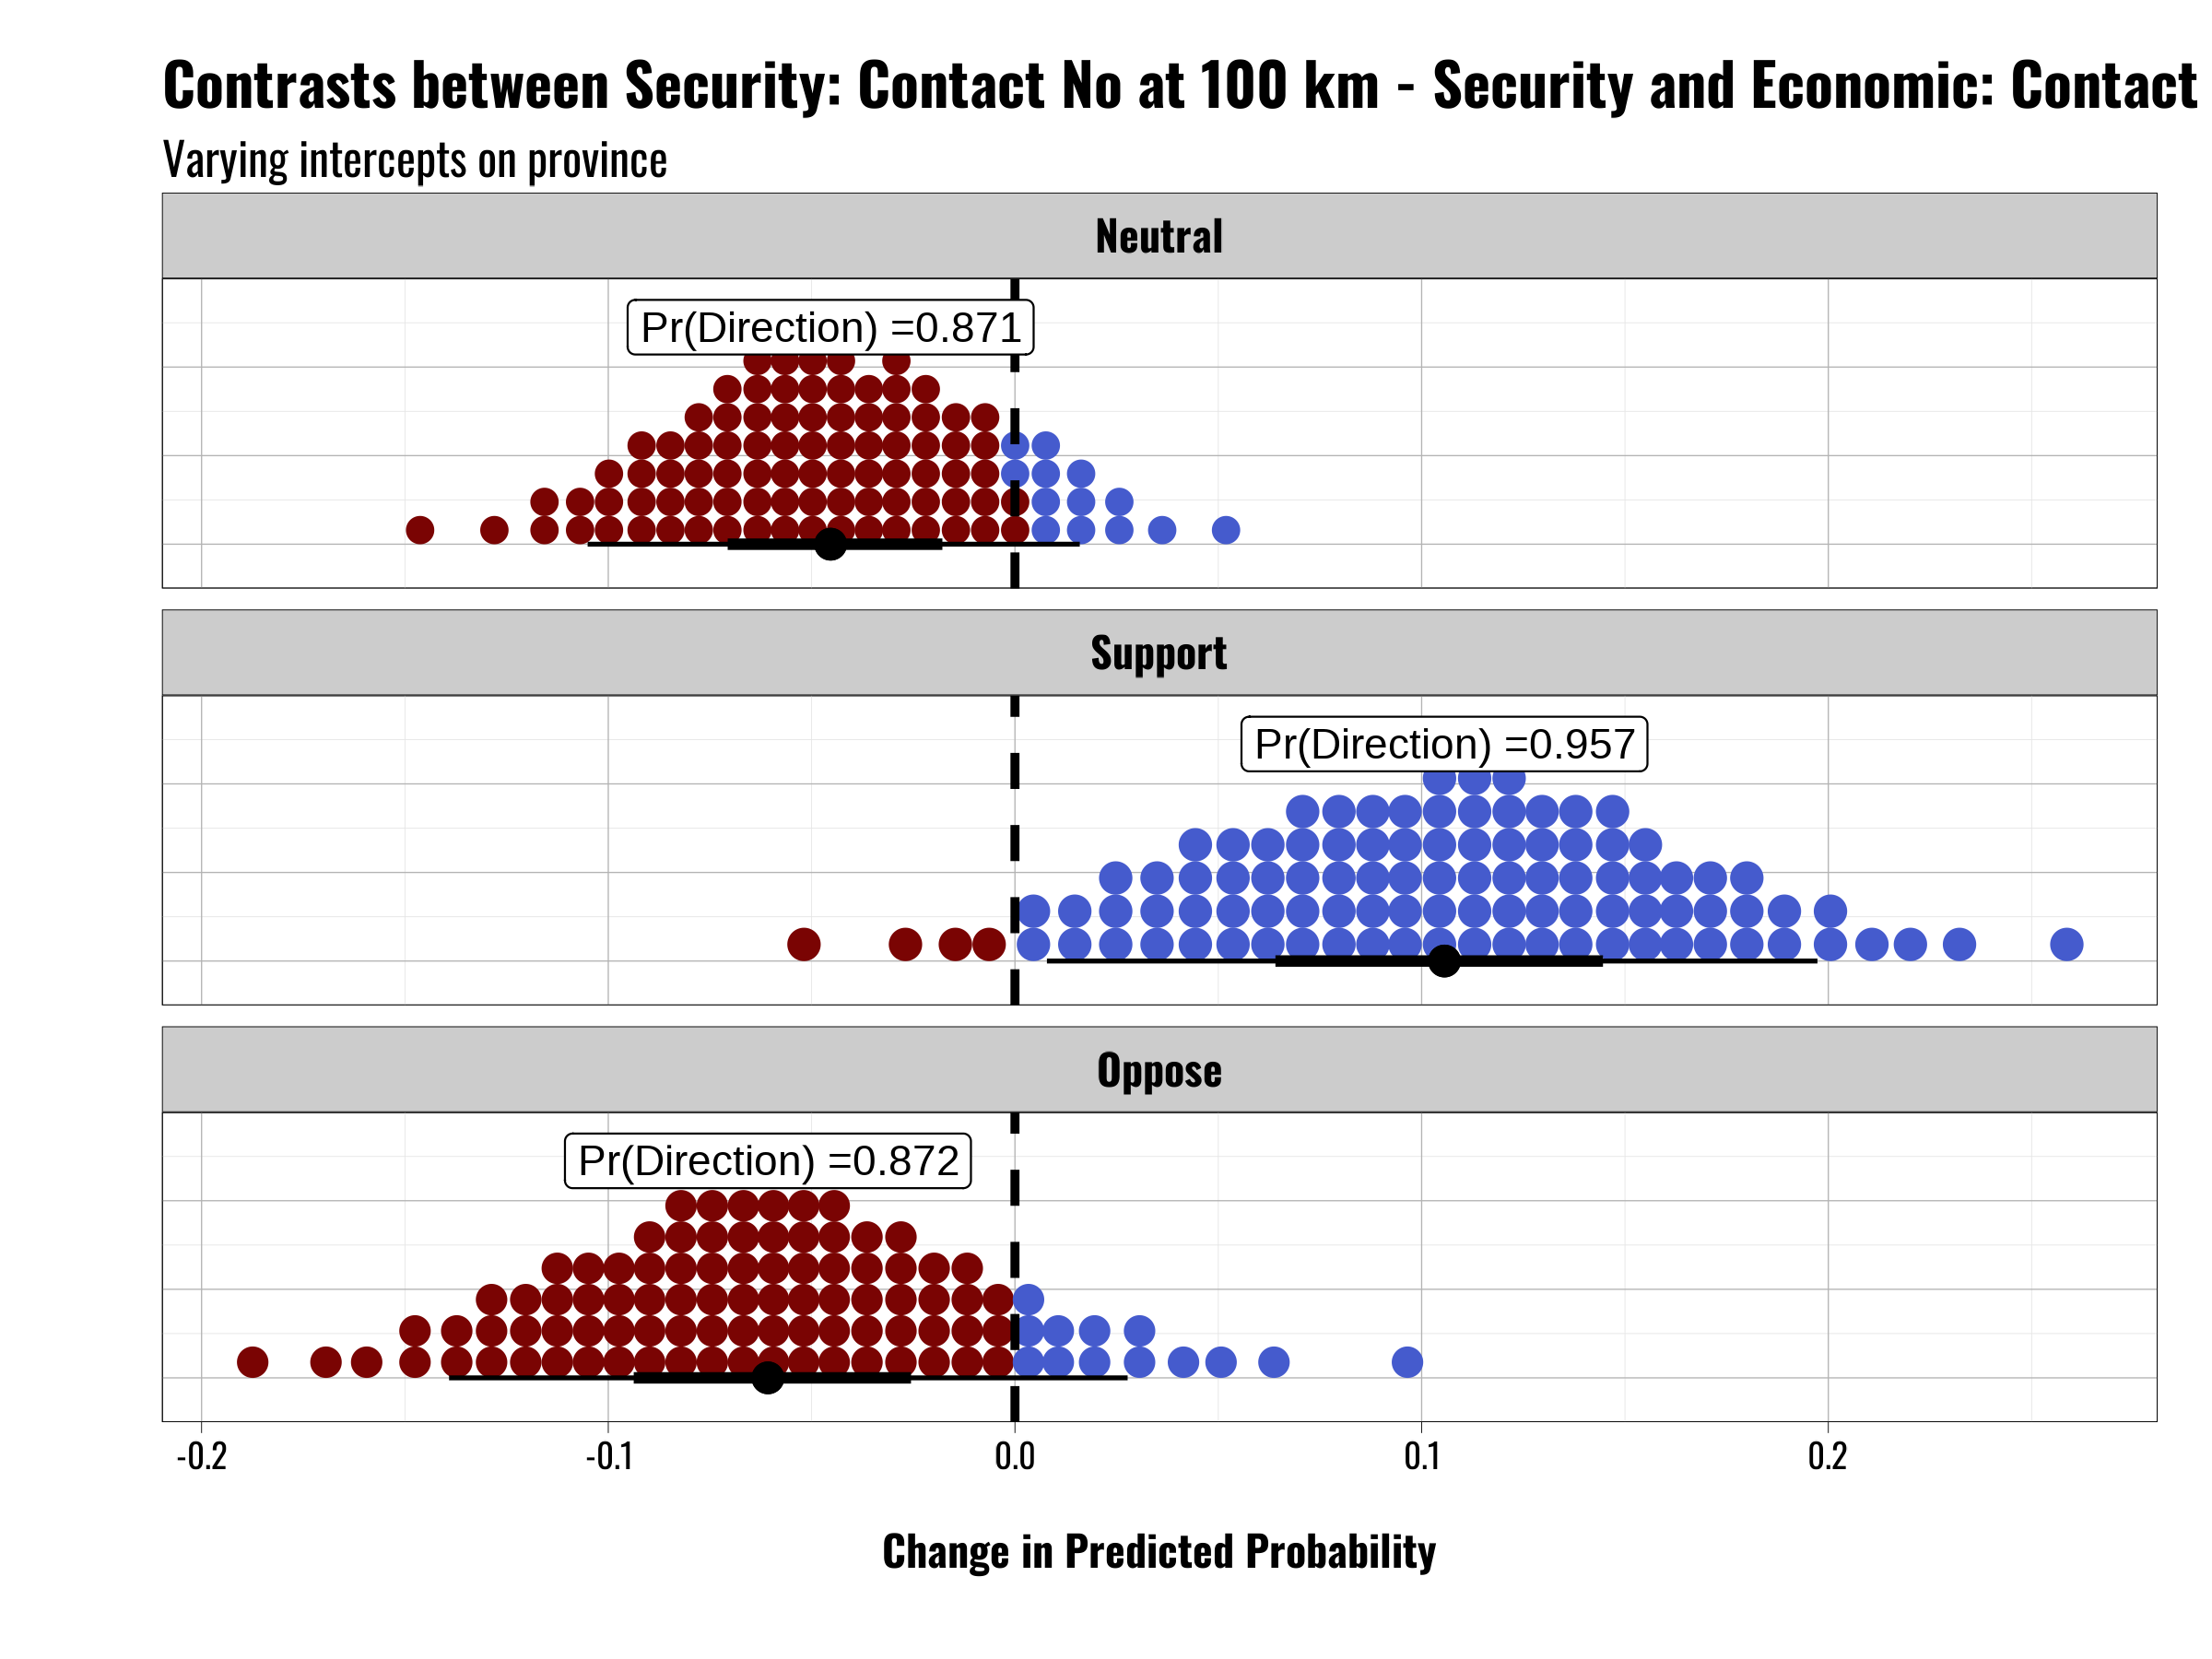 Contrasts between Security: Contact No at 100 km - Security and Economic: Contact
Varying intercepts on province
Neutral
Pr(Direction) =0.871
Support
Pr(Direction) =0.957
Oppose
Pr(Direction) =0.872
-0.2 -0.1 0.0 0.1 0.2
Change in Predicted Probability